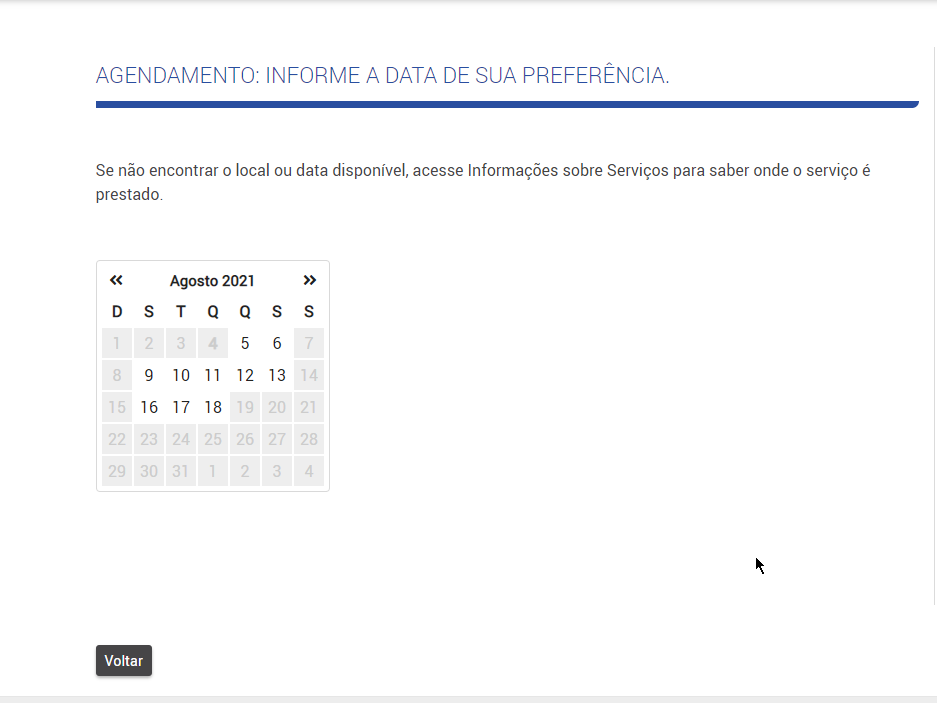 AGENDAMENTO: INFORME A DATA DE SUA PREFERÊNCIA.
Se não encontrar o local ou data disponível, acesse Informações sobre Serviços para saber onde o serviço é
prestado.
« Agosto 2021 »
D S T Q Q S S
1 2 3 4 5 6 7
8 9 10 11 12 13 14
15 16 17 18 19 20 21
22 23 24 25 26 27 28
29 30 31 1 2 3 4
Voltar